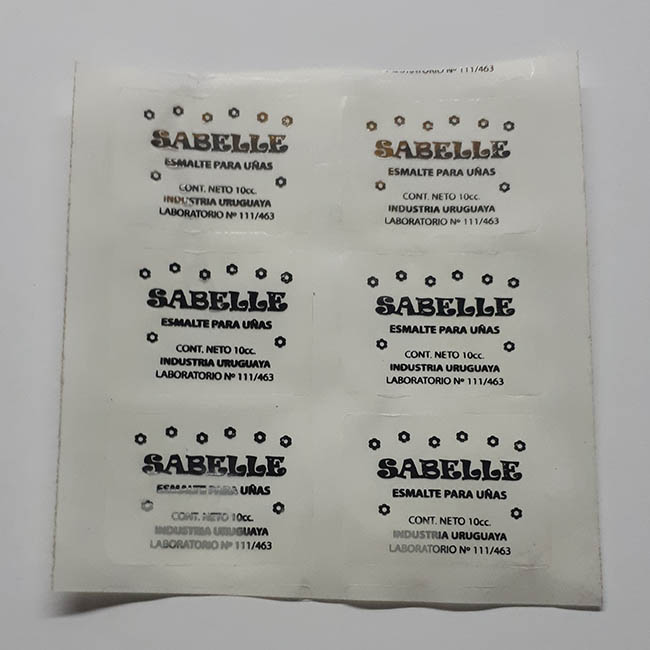 LABORATORIO Nº 111/463
SABELLE
ESMALTE PARA UÑAS
CONT. NETO 10cc.
INDUSTRIA URUGUAYA
LABORATORIO Nº 111/463
SABELLE
ESMALTE PARA UÑAS
CONT. NETO 10cc.
INDUSTRIA URUGUAYA
LABORATORIO Nº 111/463
SABELLE
ESMALTE PARA UÑAS
CONT. NETO 10cc.
INDUSTRIA URUGUAYA
LABORATORIO Nº 111/463
SABELLE
ESMALTE PARA UÑAS
CONT. NETO 10cc.
INDUSTRIA URUGUAYA
LABORATORIO Nº 111/463
SABELLE
ESMALTE PARA UÑAS
CONT. NETO 10cc.
INDUSTRIA URUGUAYA
LABORATORIO Nº 111/463
SABELLE
ESMALTE PARA UÑAS
CONT. NETO 10cc.
INDUSTRIA URUGUAYA
LABORATORIO Nº 111/463